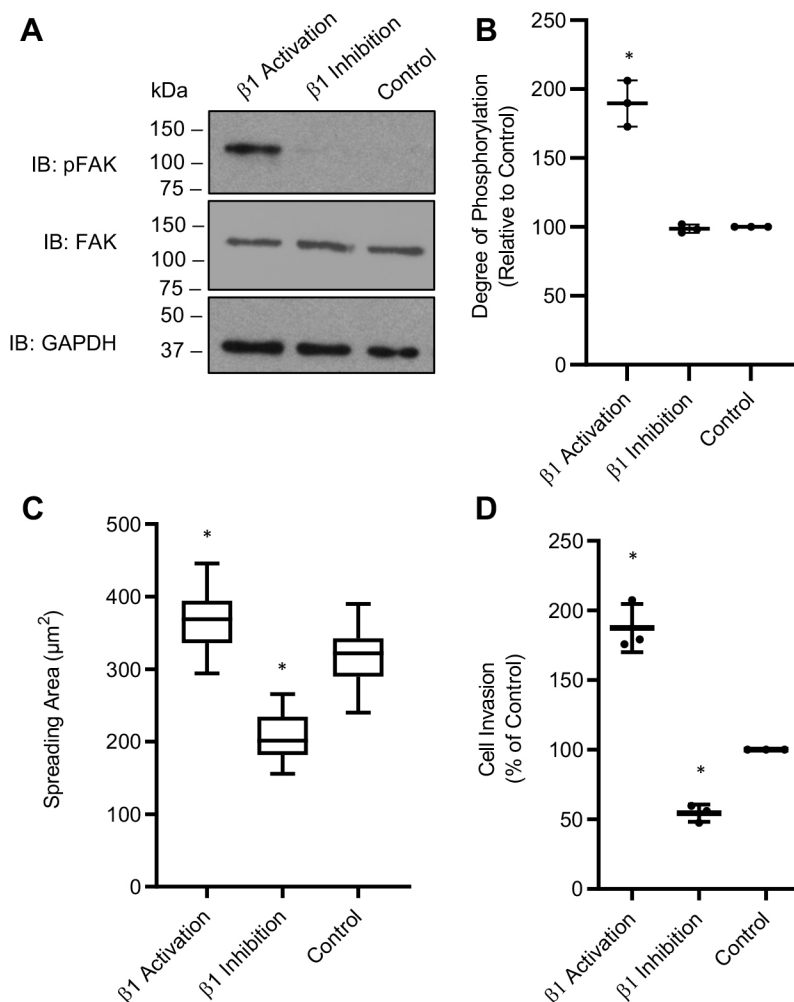 A
β1 Activation
β1 Inhibition
Control
kDa
IB: pFAK
150
100
75
IB: FAK
150
100
75
IB: GAPDH
50
37
B
Degree of Phosphorylation
(Relative to Control)
250
200
150
100
50
0
*
β1 Activation
β1 Inhibition
Control
C
Spreading Area (μm²)
500
400
300
200
100
0
*
*
β1 Activation
β1 Inhibition
Control
D
Cell Invasion
(% of Control)
250
200
150
100
50
0
*
*
β1 Activation
β1 Inhibition
Control